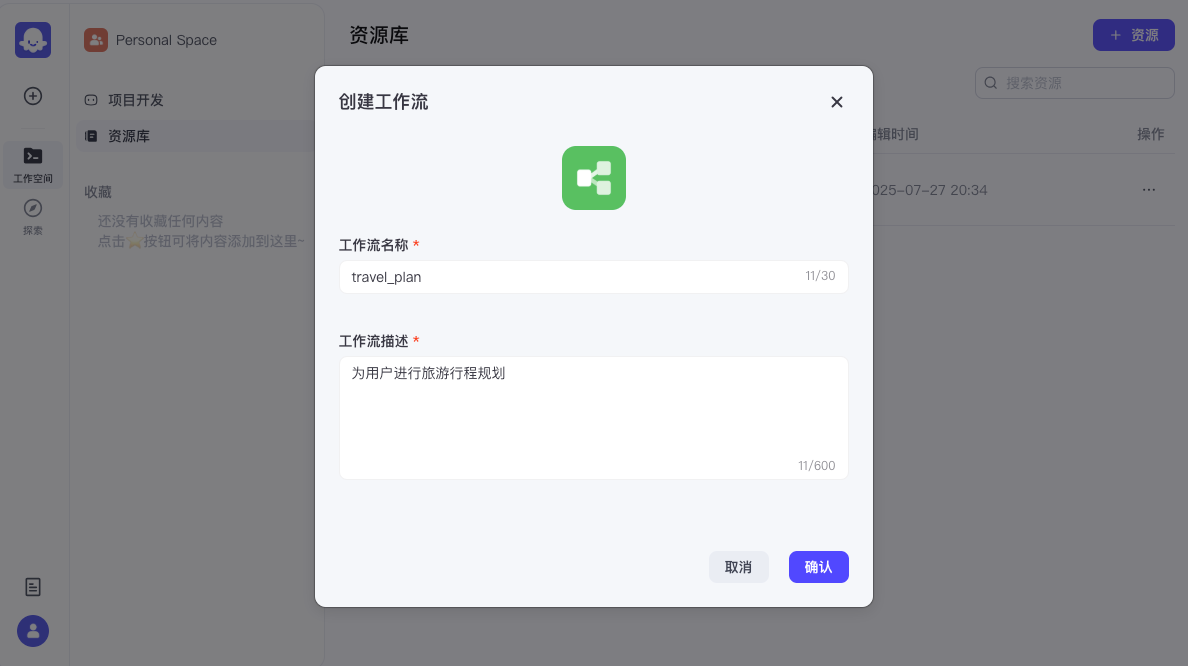 Personal Space
项目开发
资源库
工作空间
探索
收藏
还没有收藏任何内容
点击⭐按钮可将内容添加到这里~
资源库
+ 资源
搜索资源
编辑时间
操作
025-07-27 20:34
...
创建工作流
工作流名称 *
travel_plan
11/30
工作流描述 *
为用户进行旅游行程规划
11/600
取消
确认